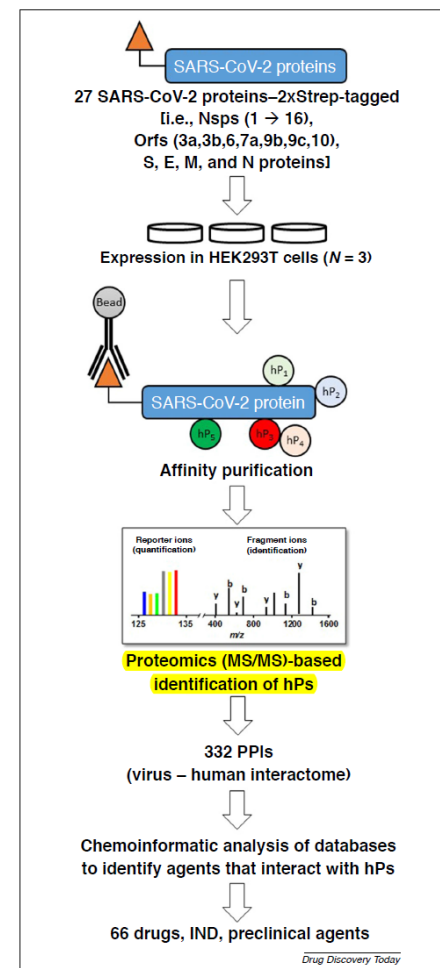 SARS-CoV-2 proteins
27 SARS-CoV-2 proteins–2xStrep-tagged
[i.e., Nsps (1 → 16),
Orfs (3a,3b,6,7a,9b,9c,10),
S, E, M, and N proteins]
Expression in HEK293T cells (N = 3)
Bead
hP1
hP2
SARS-CoV-2 protein
hP5
hP3
hP4
Affinity purification
Reporter ions
(quantification)
Fragment ions
(identification)
y
b
y
b
y
b
y
b
125
135
400
800
1200
1600
m/z
Proteomics (MS/MS)-based
identification of hPs
332 PPIs
(virus – human interactome)
Chemoinformatic analysis of databases
to identify agents that interact with hPs
66 drugs, IND, preclinical agents
Drug Discovery Today